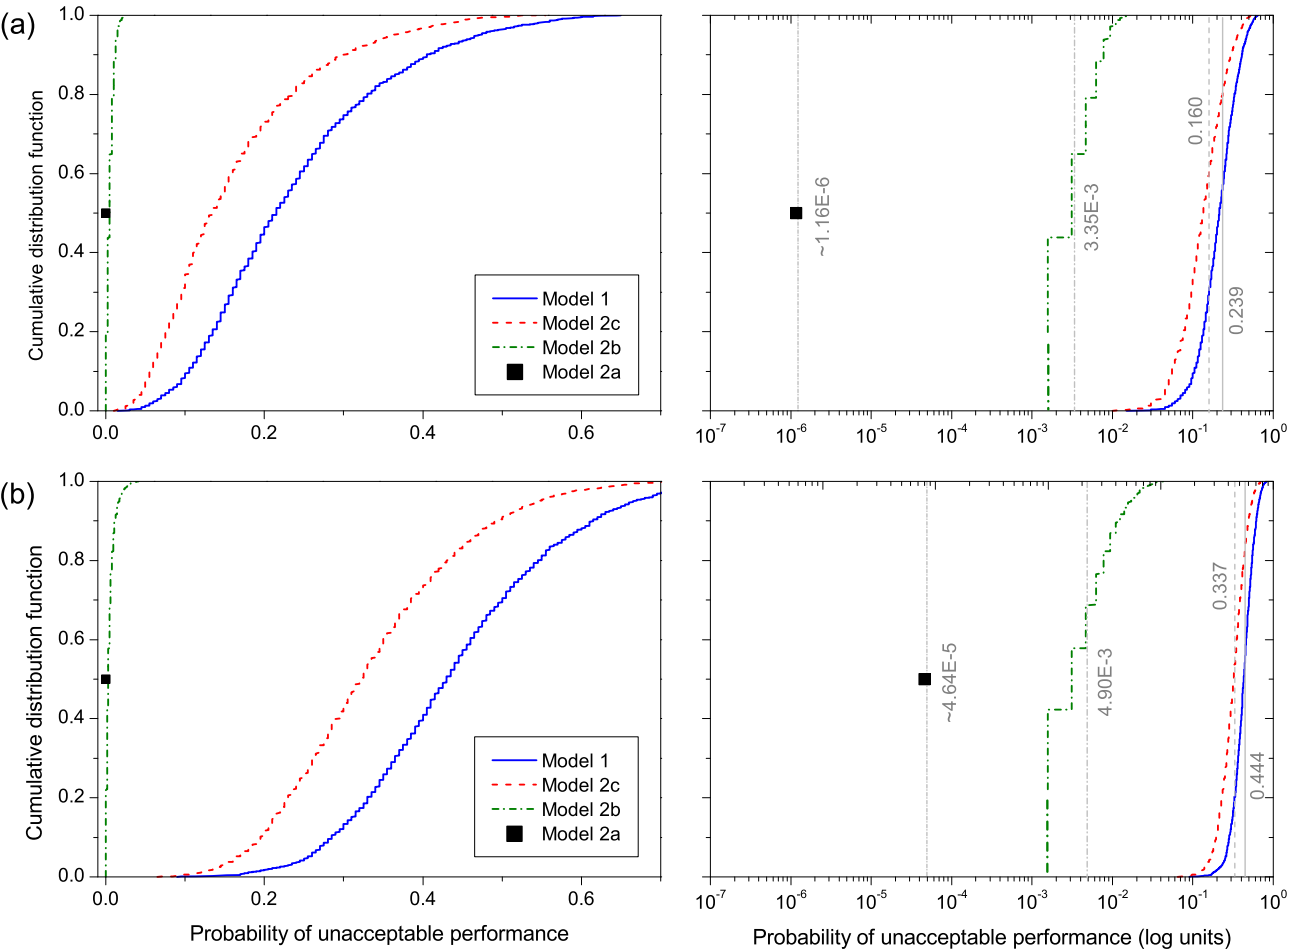 (a)
Cumulative distribution function
1.0
0.8
0.6
0.4
0.2
0.0
0.0 0.2 0.4 0.6
Model 1
Model 2c
Model 2b
Model 2a
~1.16E-6
3.35E-3
0.160
0.239
10^-7 10^-6 10^-5 10^-4 10^-3 10^-2 10^-1 10^0
(b)
Cumulative distribution function
1.0
0.8
0.6
0.4
0.2
0.0
0.0 0.2 0.4 0.6
Probability of unacceptable performance
Model 1
Model 2c
Model 2b
Model 2a
~4.64E-5
4.90E-3
0.337
0.444
10^-7 10^-6 10^-5 10^-4 10^-3 10^-2 10^-1 10^0
Probability of unacceptable performance (log units)